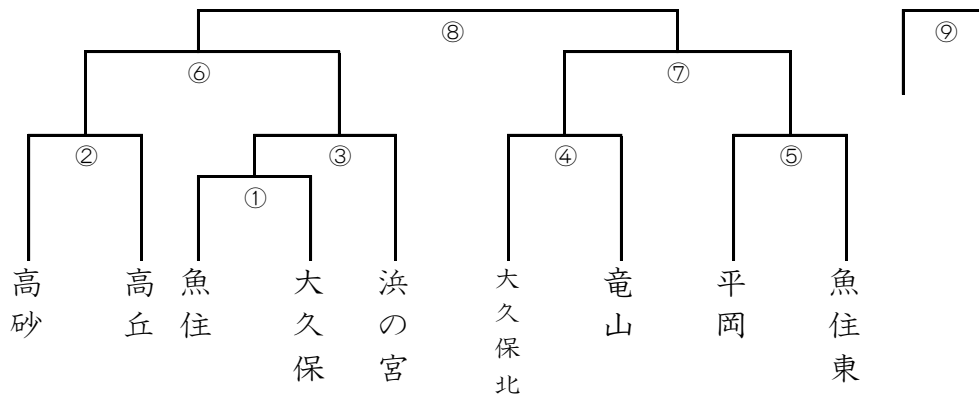 ⑧
⑨
⑥
⑦
②
③
④
⑤
①
高砂
高丘
魚住
大久保
浜の宮
大久保北
竜山
平岡
魚住東